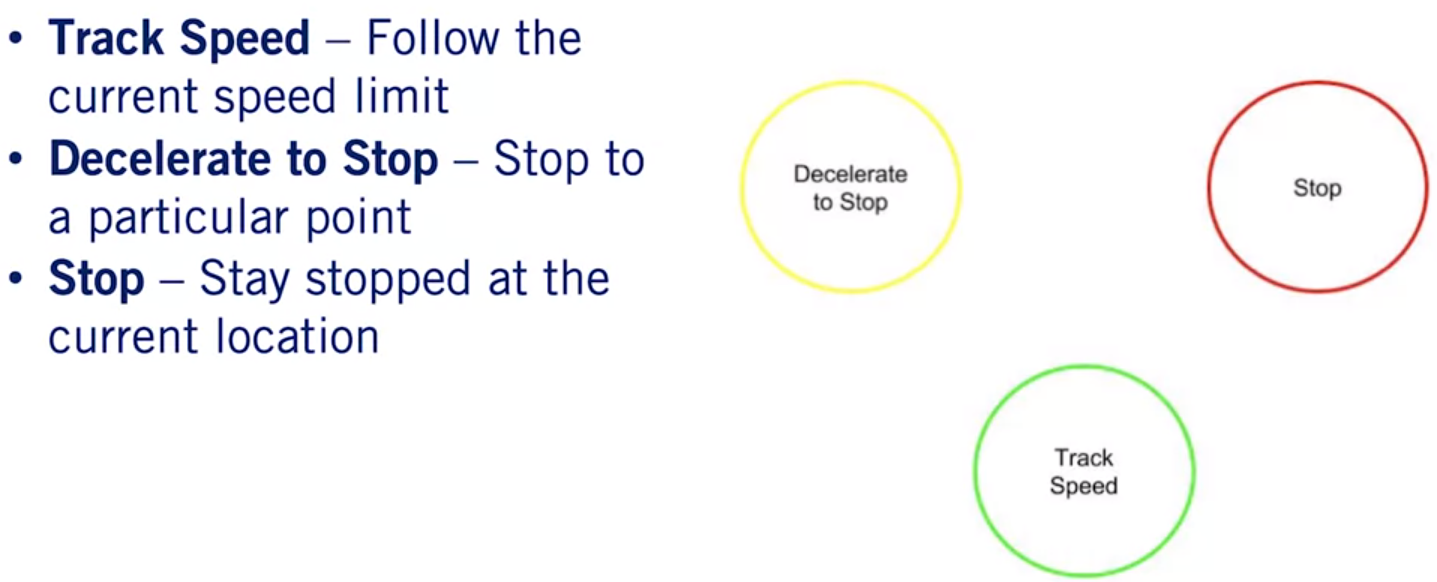 • Track Speed – Follow the
current speed limit
• Decelerate to Stop – Stop to
a particular point
• Stop – Stay stopped at the
current location
Decelerate
to Stop
Stop
Track
Speed